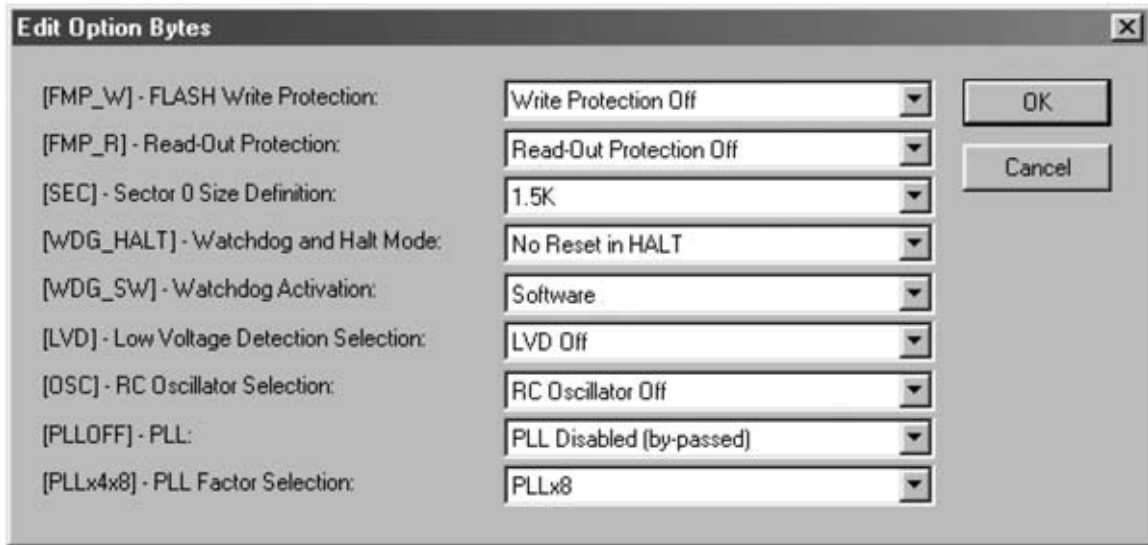 Edit Option Bytes
[FMP_W] - FLASH Write Protection: Write Protection Off OK
[FMP_R] - Read-Out Protection: Read-Out Protection Off
[SEC] - Sector 0 Size Definition: 1.5K Cancel
[WDG_HALT] - Watchdog and Halt Mode: No Reset in HALT
[WDG_SW] - Watchdog Activation: Software
[LVD] - Low Voltage Detection Selection: LVD Off
[OSC] - RC Oscillator Selection: RC Oscillator Off
[PLLOFF] - PLL: PLL Disabled (by-passed)
[PLLx4x8] - PLL Factor Selection: PLLx8